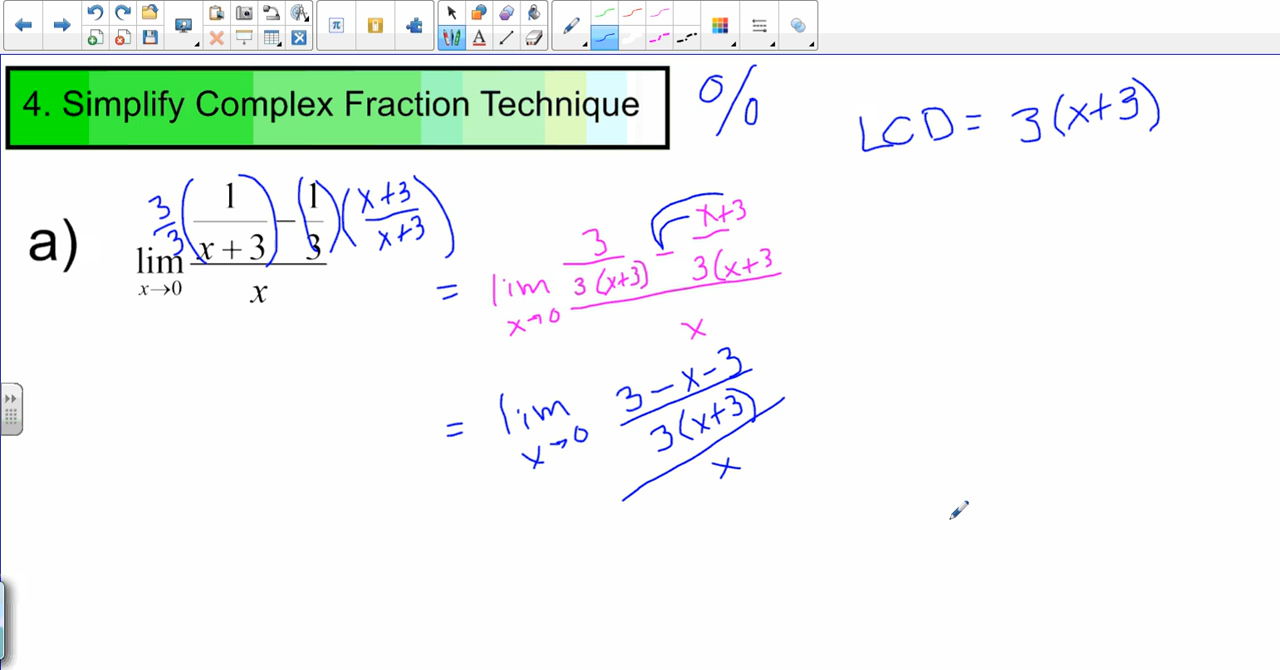 4. Simplify Complex Fraction Technique
0/0
LCD = 3(x+3)
a) lim x→0 3/3 (1/(x+3)) − (1/3)((x+3)/(x+3)) / x
= lim x→0 3/(3(x+3)) − (x+3)/(3(x+3 / x
= lim x→0 (3−x−3)/(3(x+3)) / x